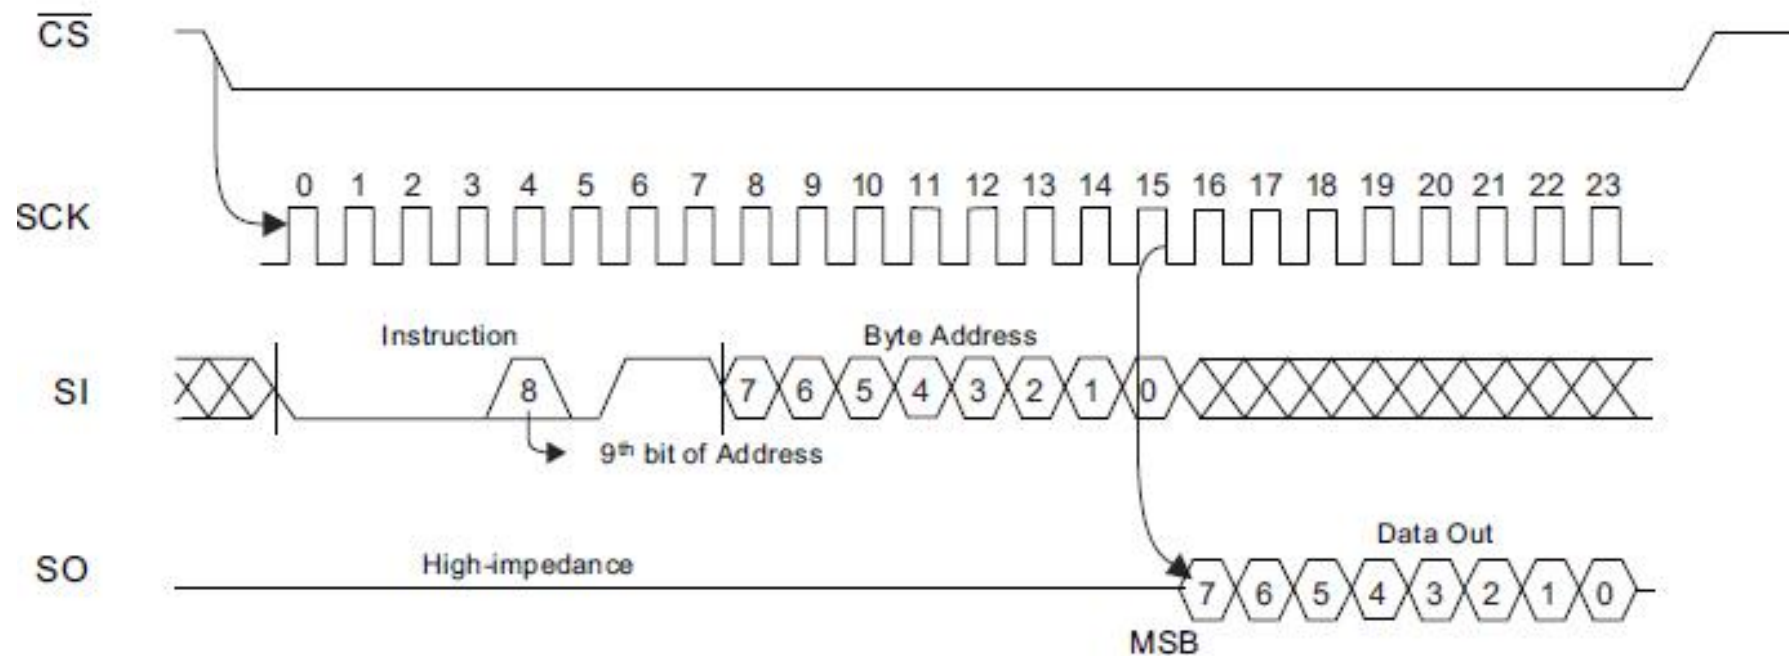 CS
0 1 2 3 4 5 6 7 8 9 10 11 12 13 14 15 16 17 18 19 20 21 22 23
SCK
Instruction
Byte Address
SI
8
7 6 5 4 3 2 1 0
9th bit of Address
Data Out
SO
High-impedance
7 6 5 4 3 2 1 0
MSB